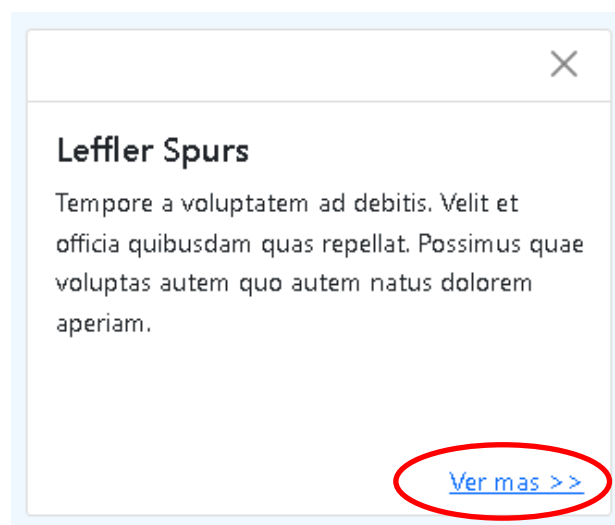 Leffler Spurs
Tempore a voluptatem ad debitis. Velit et
officia quibusdam quas repellat. Possimus quae
voluptas autem quo autem natus dolorem
aperiam.
Ver mas >>